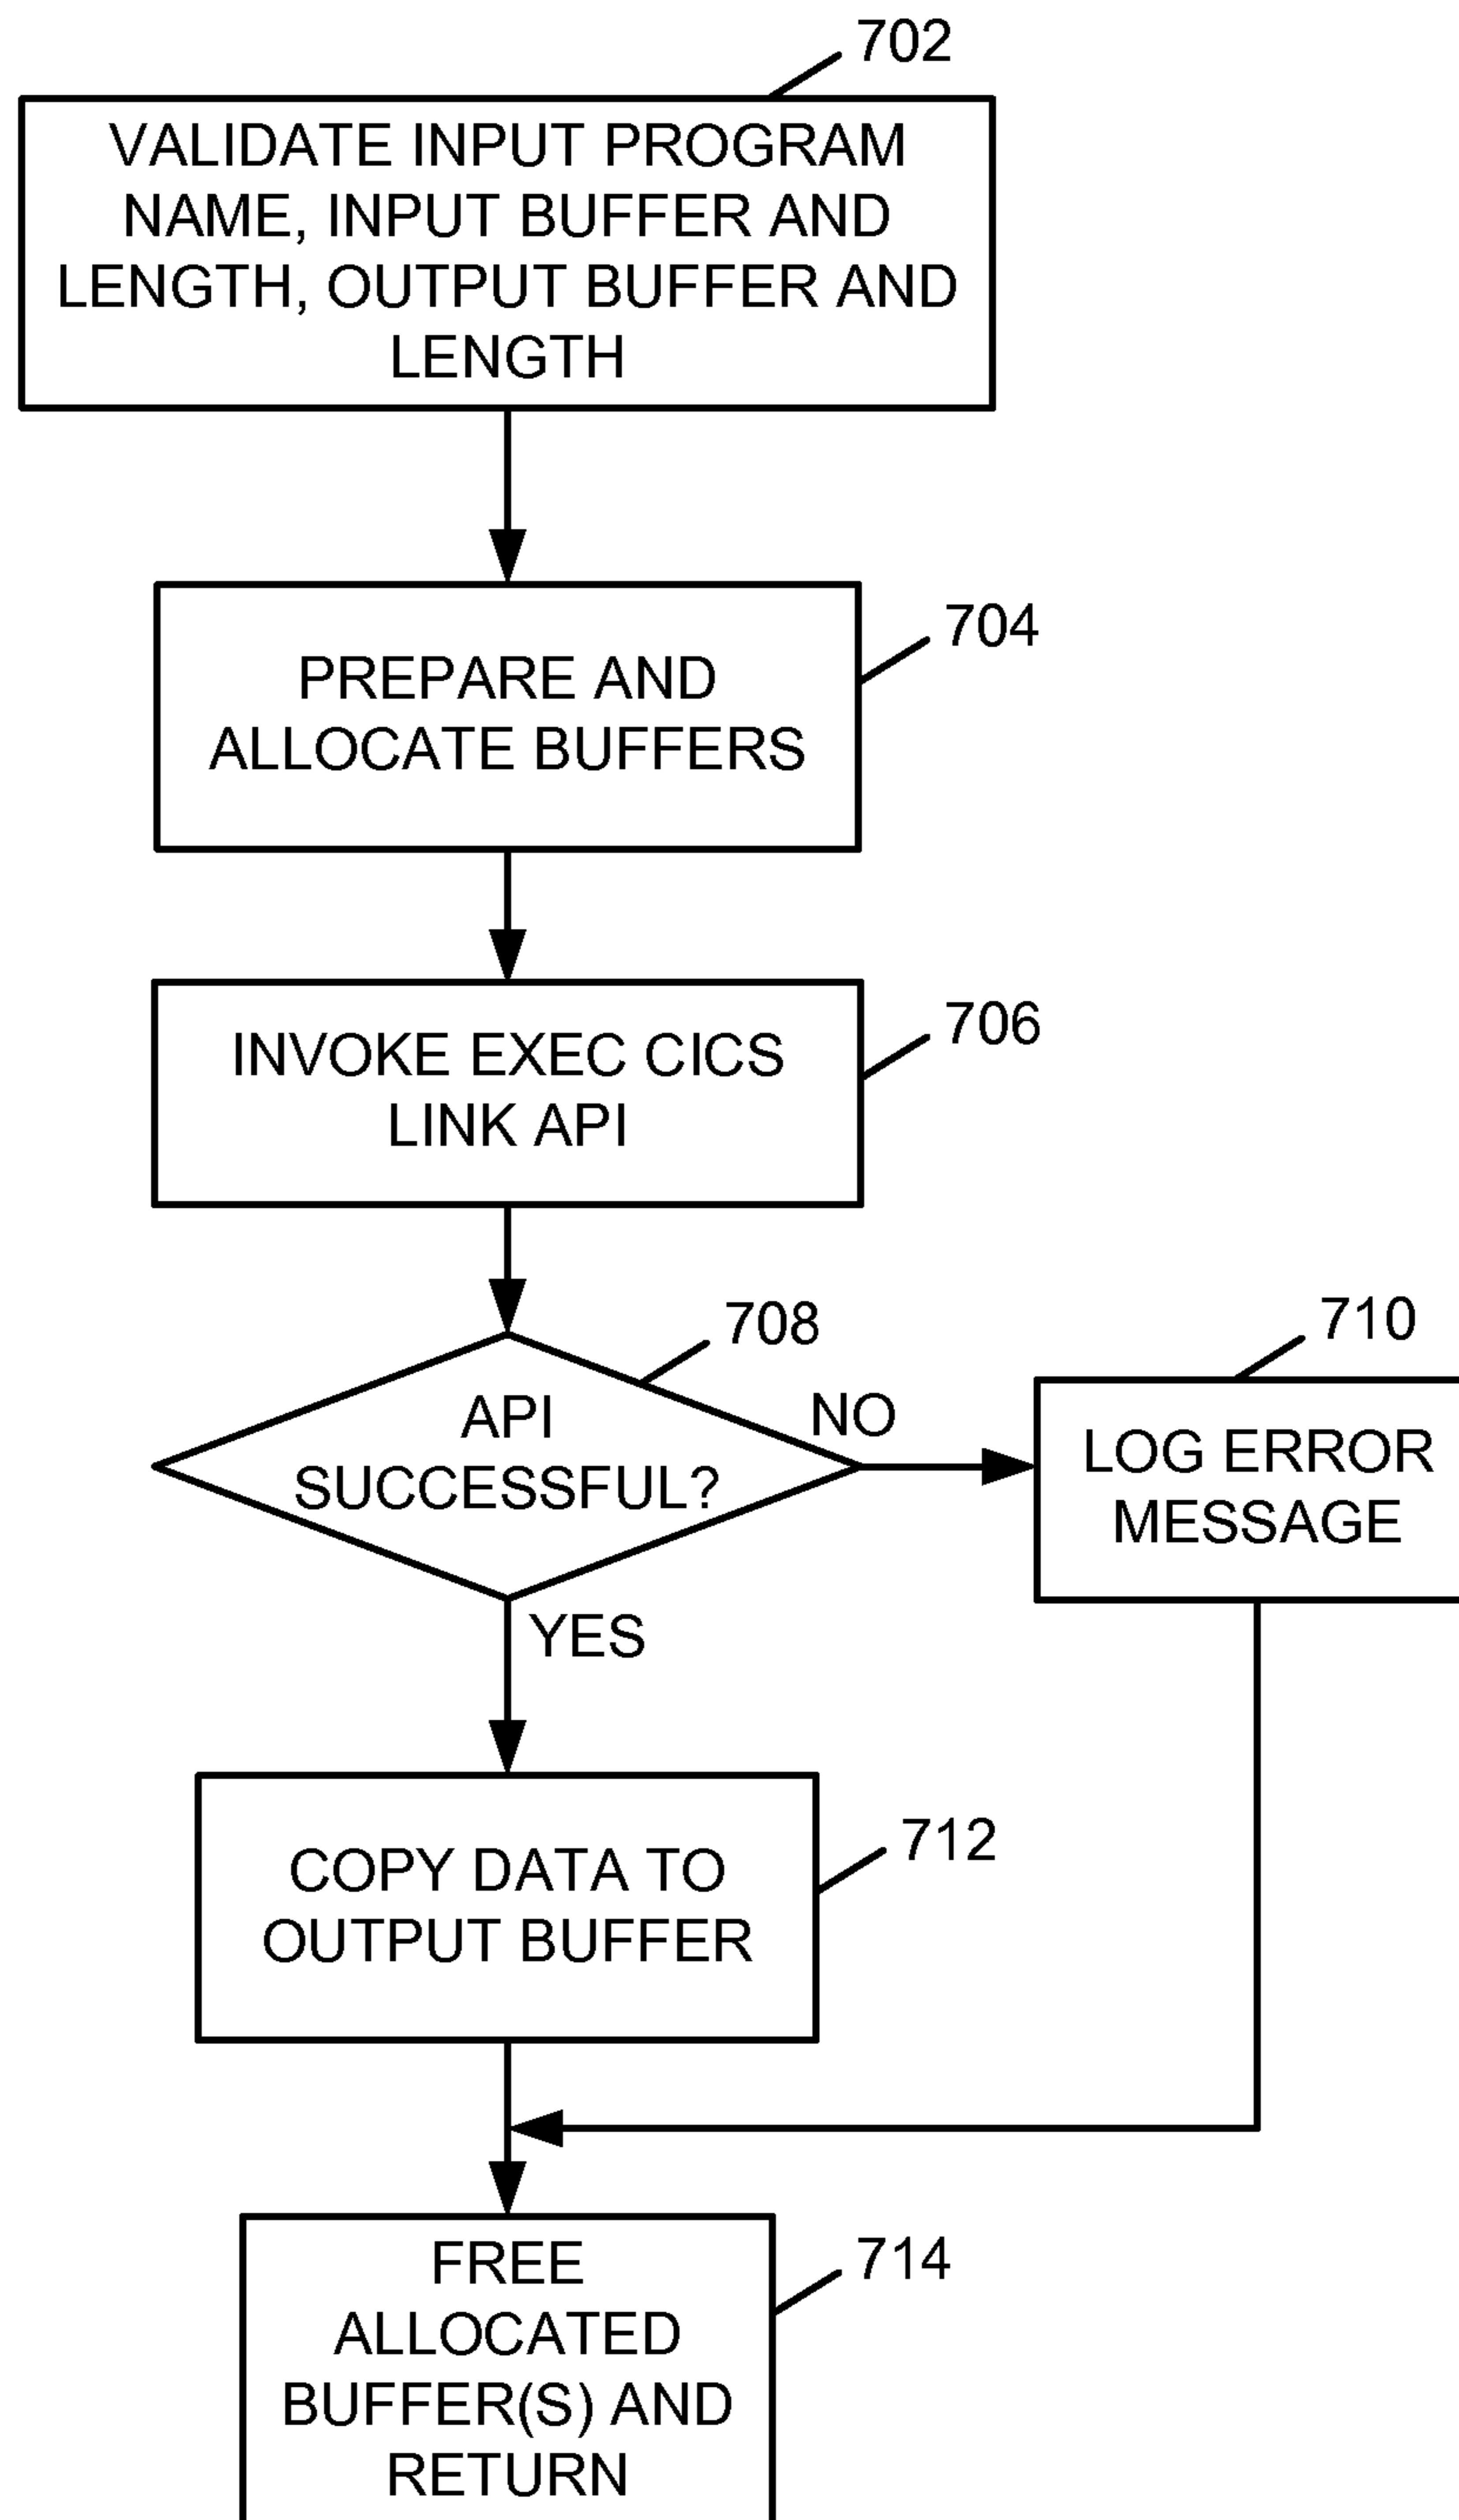 702
VALIDATE INPUT PROGRAM
NAME, INPUT BUFFER AND
LENGTH, OUTPUT BUFFER AND
LENGTH
704
PREPARE AND
ALLOCATE BUFFERS
706
INVOKE EXEC CICS
LINK API
708
API
SUCCESSFUL?
NO
710
LOG ERROR
MESSAGE
YES
712
COPY DATA TO
OUTPUT BUFFER
714
FREE
ALLOCATED
BUFFER(S) AND
RETURN